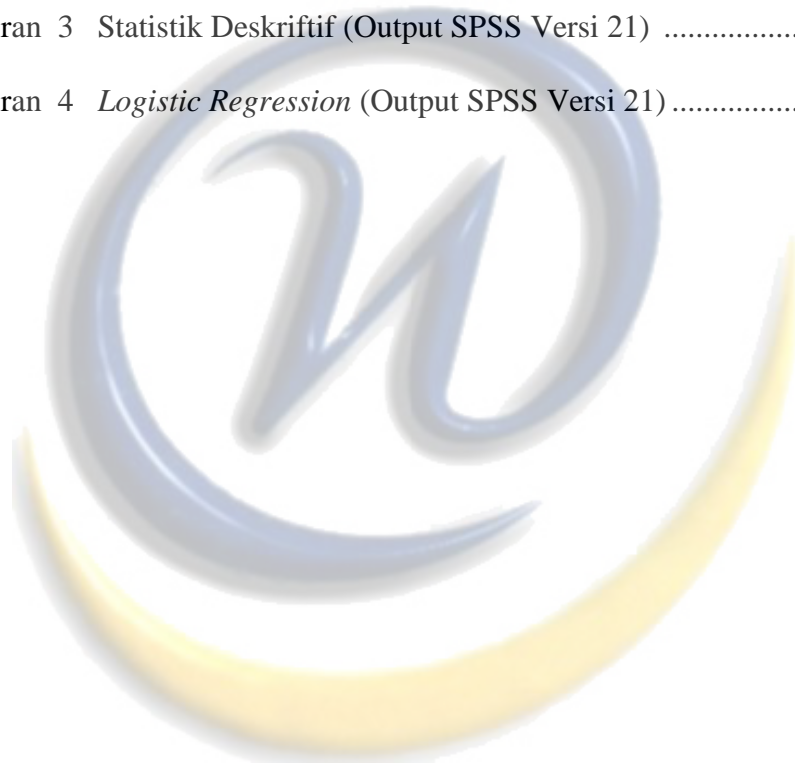 ran 3 Statistik Deskriftif (Output SPSS Versi 21) ................
ran 4 Logistic Regression (Output SPSS Versi 21) ...............